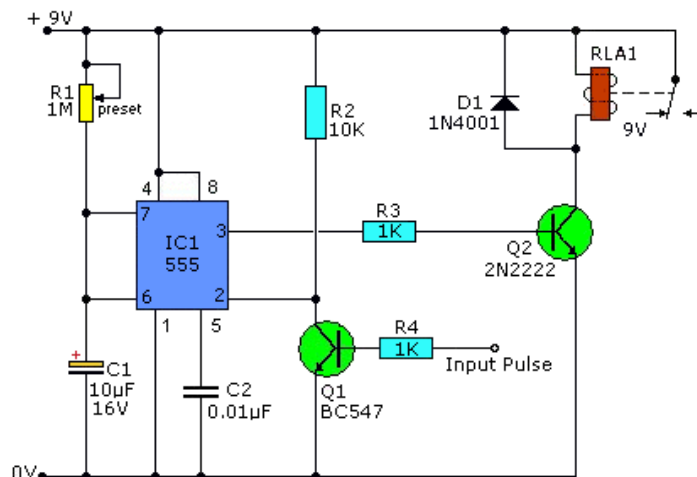 + 9V
RLA1
R1
1M
preset
R2
10K
D1
1N4001
9V
4
8
7
3
R3
1K
IC1
555
Q2
2N2222
6
2
1
5
R4
1K
Input Pulse
+
C1
10µF
16V
C2
0.01µF
Q1
BC547
0V